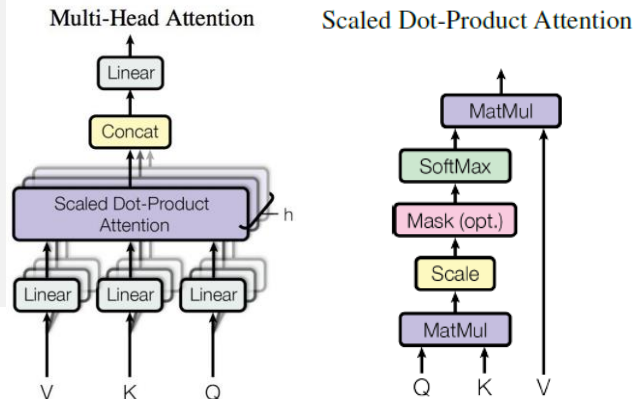 Multi-Head Attention
Linear
Concat
Scaled Dot-Product
Attention
h
Linear
Linear
Linear
V
K
Q
Scaled Dot-Product Attention
MatMul
SoftMax
Mask (opt.)
Scale
MatMul
Q
K
V